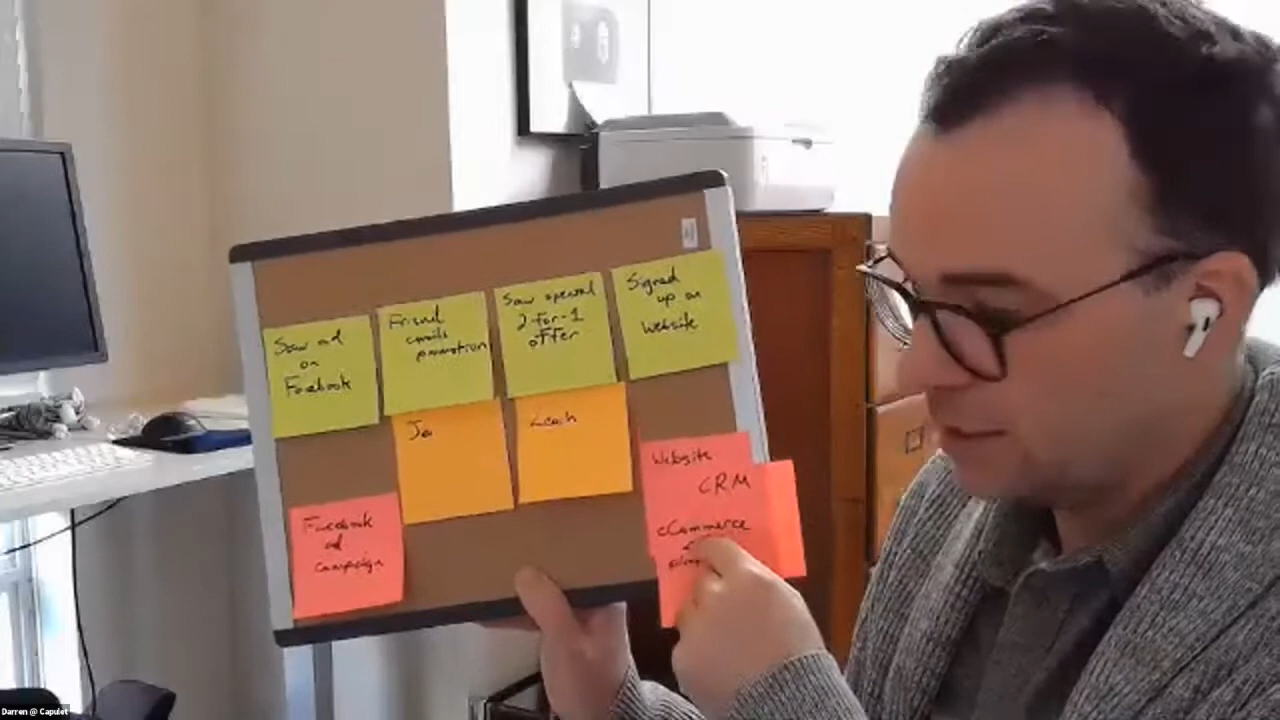 Saw ad
on
Facebook
Friend
emails
promotion
Saw special
2-for-1
offer
Signed
up on
website
Jo
Leah
Facebook
ad
campaign
Website
CRM
eCommerce
Darren @ Capulet